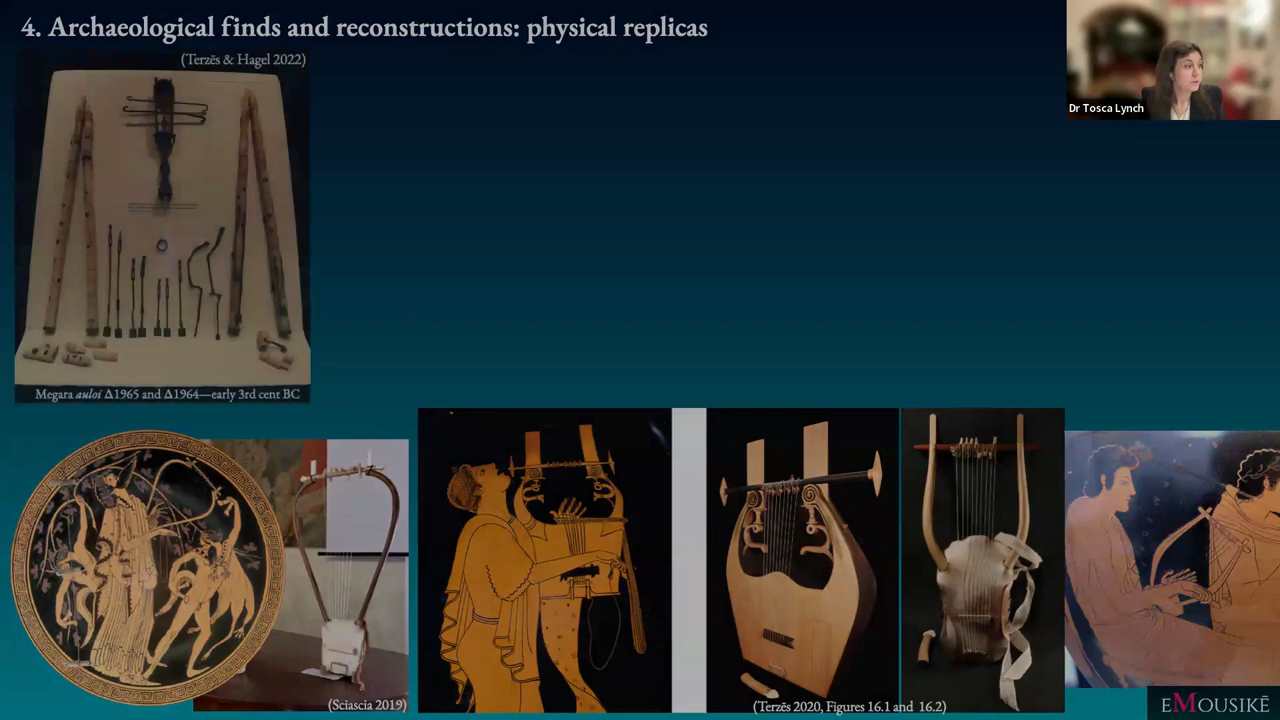 4. Archaeological finds and reconstructions: physical replicas
(Terzēs & Hagel 2022)
Dr Tosca Lynch
Megara auloi Δ1965 and Δ1964—early 3rd cent BC
(Sciascia 2019)
(Terzēs 2020, Figures 16.1 and 16.2)
eMousikē